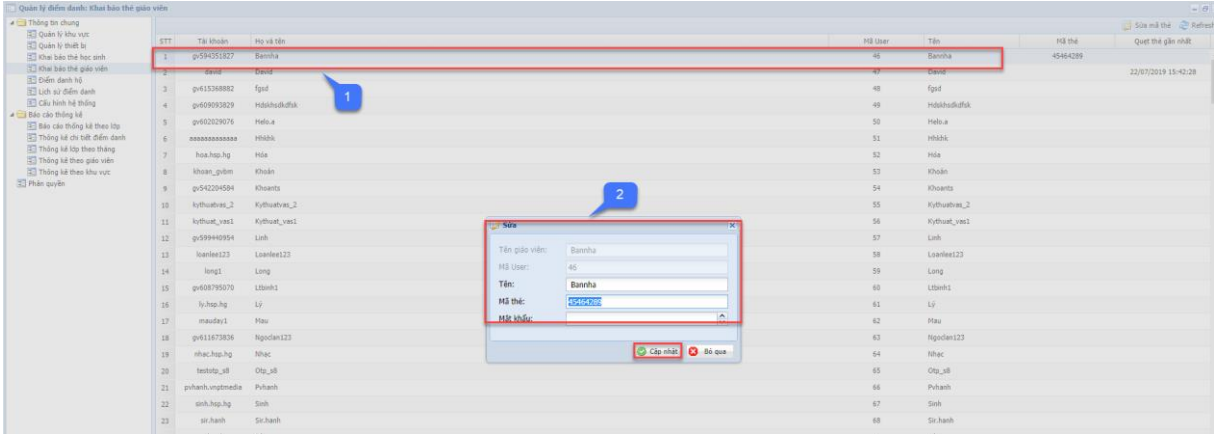 Quản lý điểm danh: Khai báo thẻ giáo viên
Thông tin chung
Quản lý khu vực
Quản lý thiết bị
Khai báo thẻ học sinh
Khai báo thẻ giáo viên
Điểm danh hộ
Lịch sử điểm danh
Cấu hình hệ thống
Báo cáo thống kê
Báo cáo thống kê theo lớp
Thống kê chi tiết điểm danh
Thống kê lớp theo tháng
Thống kê theo giáo viên
Thống kê theo khu vực
Phân quyền
Sửa mã thẻ Refresh
STT Tài khoản Họ và tên Mã User Tên Mã thẻ Quẹt thẻ gần nhất
1 gv594351827 Bannha 46 Bannha 45464289
2 david David 47 David 22/07/2019 15:42:28
3 gv615368882 fgsd 48 fgsd
4 gv609093829 Hdskhsdkdfsk 49 Hdskhsdkdfsk
5 gv602029076 Helo.a 50 Helo.a
6 aaaaaaaaaaaaa Hhkhk 51 Hhkhk
7 hoa.hsp.hg Hóa 52 Hóa
8 khoan_gvbm Khoản 53 Khoản
9 gv542204584 Khoants 54 Khoants
10 kythuatvas_2 Kythuatvas_2 55 Kythuatvas_2
11 kythuat_vas1 Kythuat_vas1 56 Kythuat_vas1
12 gv599440954 Linh 57 Linh
13 loanlee123 Loanlee123 58 Loanlee123
14 long1 Long 59 Long
15 gv608795070 Ltbinh1 60 Ltbinh1
16 ly.hsp.hg Lý 61 Lý
17 mauday1 Mau 62 Mau
18 gv611673836 Ngoclan123 63 Ngoclan123
19 nhac.hsp.hg Nhạc 64 Nhạc
20 testotp_s8 Otp_s8 65 Otp_s8
21 pvhanh.vnptmedia Pvhanh 66 Pvhanh
22 sinh.hsp.hg Sinh 67 Sinh
23 sir.hanh Sir.hanh 68 Sir.hanh
1
2
Sửa
Tên giáo viên: Bannha
Mã User: 46
Tên: Bannha
Mã thẻ: 45464289
Mật khẩu:
Cập nhật Bỏ qua